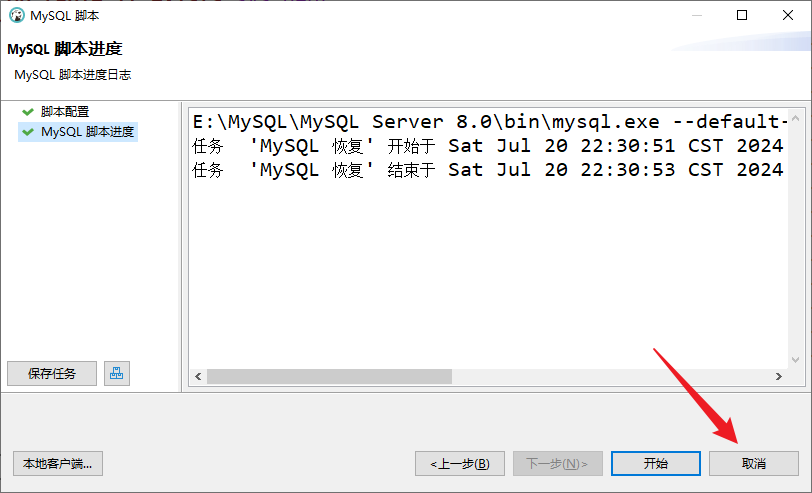 MySQL 脚本
MySQL 脚本进度
MySQL 脚本进度日志
脚本配置
MySQL 脚本进度
E:\MySQL\MySQL Server 8.0\bin\mysql.exe --default-
任务 'MySQL 恢复' 开始于 Sat Jul 20 22:30:51 CST 2024
任务 'MySQL 恢复' 结束于 Sat Jul 20 22:30:53 CST 2024
保存任务
本地客户端...
<上一步(B)
下一步(N)>
开始
取消